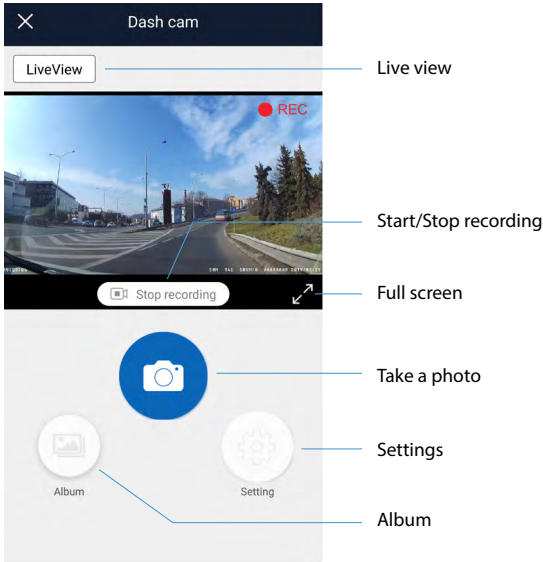 Dash cam
LiveView
Live view
REC
Start/Stop recording
Stop recording
Full screen
Take a photo
Settings
Album
Setting
Album